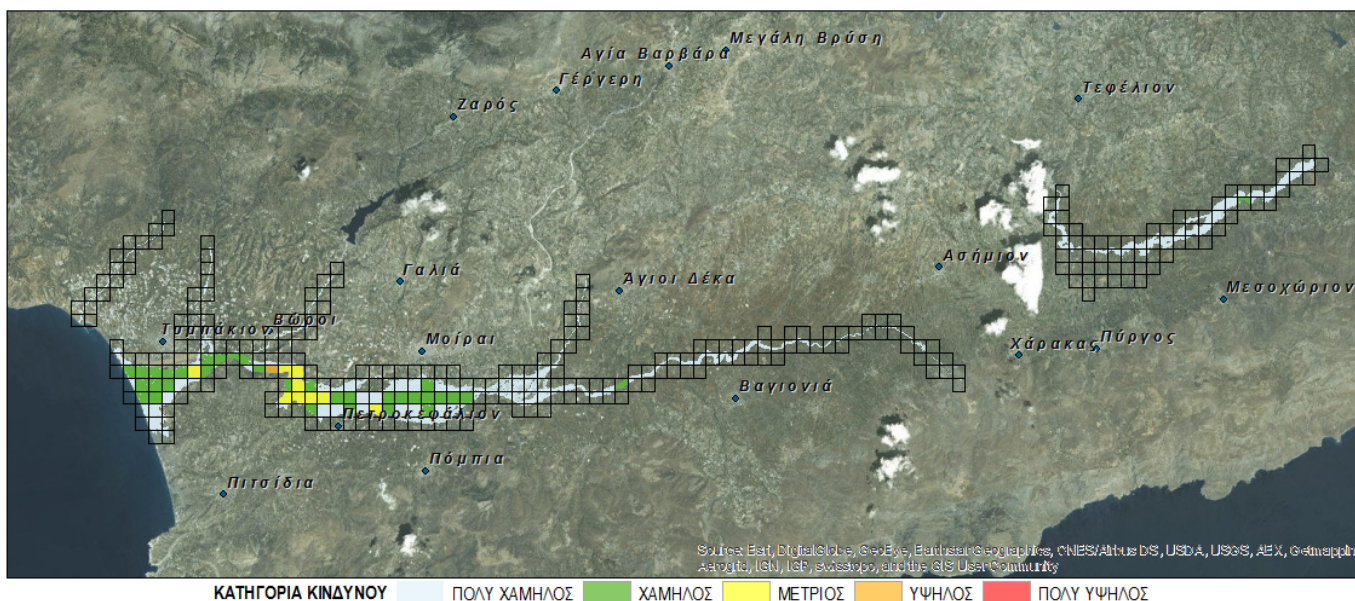 Μεγάλη Βρύση
Αγία Βαρβάρα
Γέργερη
Τεφέλιον
Ζαρός
Γαλιά
Άγιοι Δέκα
Ασήμιον
Μεσοχώριον
Τυμπάκιον
Βώροι
Μοίραι
Χάρακας
Πύργος
Βαγιονιά
Πετροκεφάλιον
Πόμπια
Πιτσίδια
Source: Esri, DigitalGlobe, GeoEye, Earthstar Geographics, CNES/Airbus DS, USDA, USGS, AEX, Getmappin
Aerogrid, IGN, IGP, swisstopo, and the GIS User Community
ΚΑΤΗΓΟΡΙΑ ΚΙΝΔΥΝΟΥ ΠΟΛΥ ΧΑΜΗΛΟΣ ΧΑΜΗΛΟΣ ΜΕΤΡΙΟΣ ΥΨΗΛΟΣ ΠΟΛΥ ΥΨΗΛΟΣ